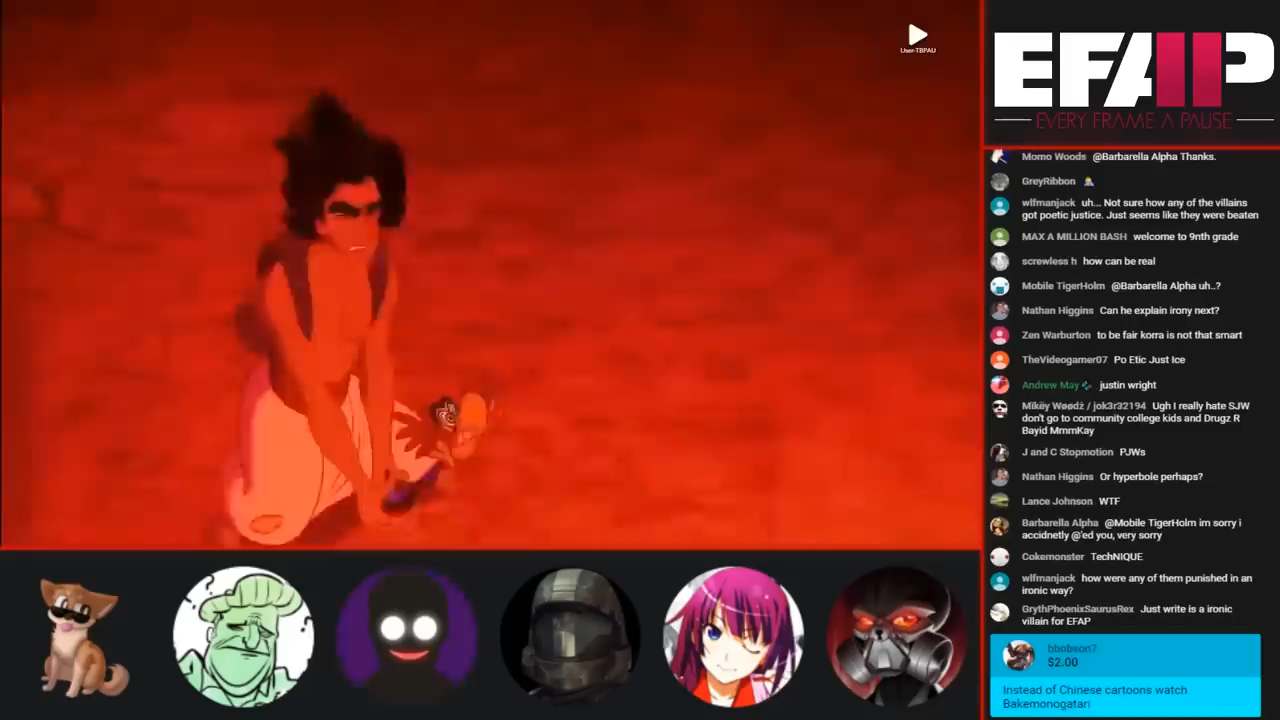 User-TBPAU
EFAP
EVERY FRAME A PAUSE
Momo Woods @Barbarella Alpha Thanks.
GreyRibbon
wlfmanjack uh... Not sure how any of the villains
got poetic justice. Just seems like they were beaten
MAX A MILLION BASH welcome to 9nth grade
screwless h how can be real
Mobile TigerHolm @Barbarella Alpha uh..?
Nathan Higgins Can he explain irony next?
Zen Warburton to be fair korra is not that smart
TheVideogamer07 Po Etic Just Ice
Andrew May justin wright
Mikëy Wøødż / jok3r32194 Ugh I really hate SJW
don't go to community college kids and Drugz R
Bayid MmmKay
J and C Stopmotion PJWs
Nathan Higgins Or hyperbole perhaps?
Lance Johnson WTF
Barbarella Alpha @Mobile TigerHolm im sorry i
accidnetly @'ed you, very sorry
Cokemonster TechNIQUE
wlfmanjack how were any of them punished in an
ironic way?
GrythPhoenixSaurusRex Just write is a ironic
villain for EFAP
bbobson7
$2.00
Instead of Chinese cartoons watch
Bakemonogatari